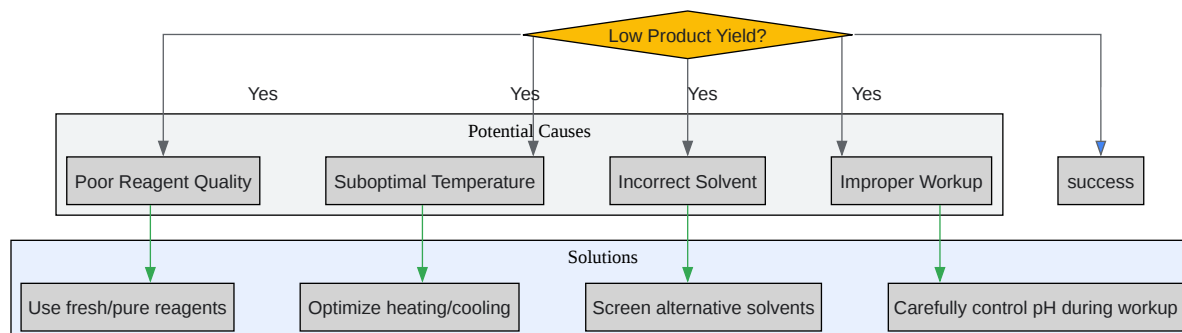 Low Product Yield?
Yes
Yes
Yes
Yes
Potential Causes
Poor Reagent Quality
Suboptimal Temperature
Incorrect Solvent
Improper Workup
success
Solutions
Use fresh/pure reagents
Optimize heating/cooling
Screen alternative solvents
Carefully control pH during workup